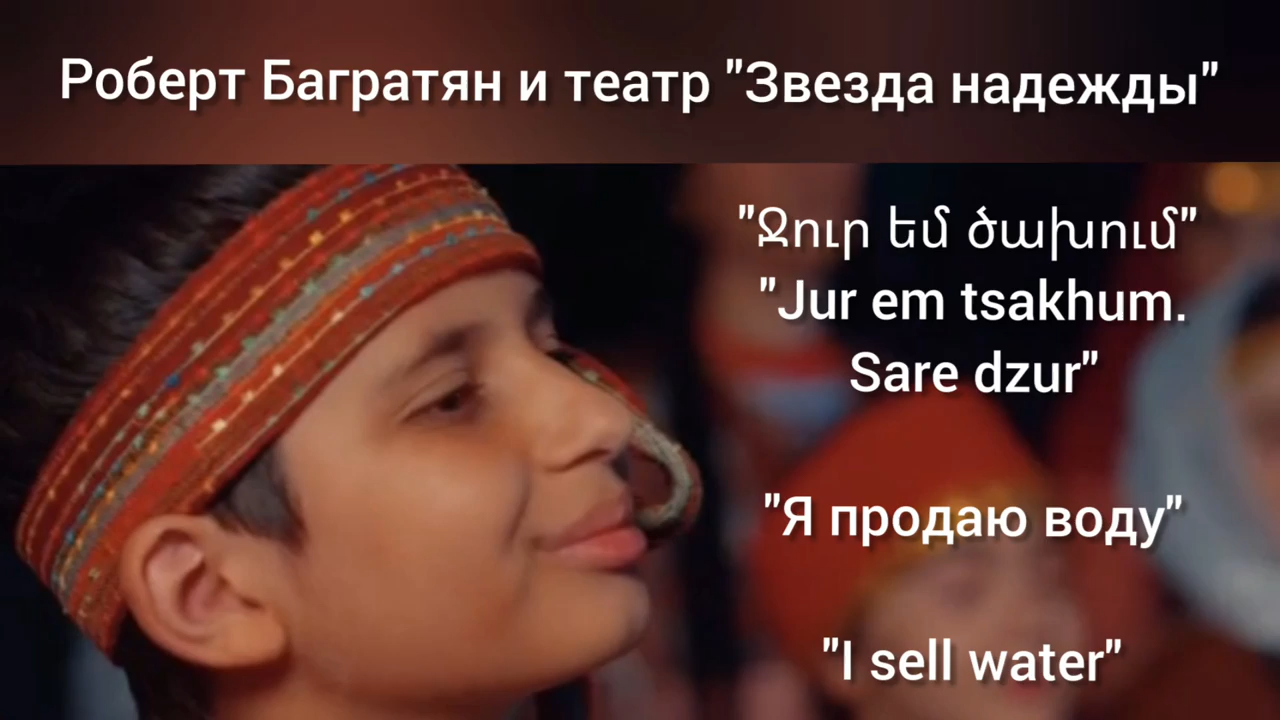 Роберт Багратян и театр "Звезда надежды"
"Ջուր եմ ծախում"
"Jur em tsakhum.
Sare dzur"
"Я продаю воду"
"I sell water"